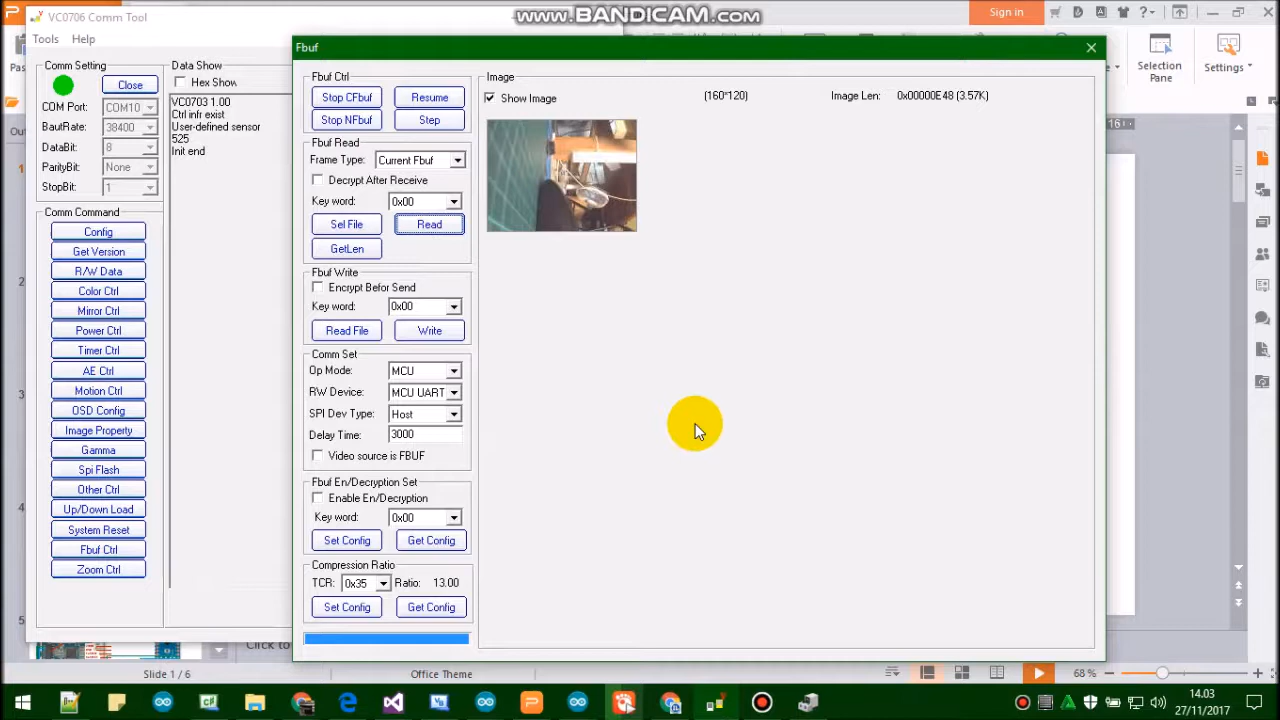 www.BANDICAM.com
VC0706 Comm Tool
Sign in
Tools Help
Fbuf
Selection Pane
Settings
Comm Setting
Close
COM Port: COM10
BautRate: 38400
DataBit: 8
ParityBit: None
StopBit: 1
Comm Command
Config
Get Version
R/W Data
Color Ctrl
Mirror Ctrl
Power Ctrl
Timer Ctrl
AE Ctrl
Motion Ctrl
OSD Config
Image Property
Gamma
Spi Flash
Other Ctrl
Up/Down Load
System Reset
Fbuf Ctrl
Zoom Ctrl
Data Show
Hex Show
VC0703 1.00
Ctrl infr exist
User-defined sensor
525
Init end
Fbuf Ctrl
Stop CFbuf Resume
Stop NFbuf Step
Fbuf Read
Frame Type: Current Fbuf
Decrypt After Receive
Key word: 0x00
Sel File Read
GetLen
Fbuf Write
Encrypt Befor Send
Key word: 0x00
Read File Write
Comm Set
Op Mode: MCU
RW Device: MCU UART
SPI Dev Type: Host
Delay Time: 3000
Video source is FBUF
Fbuf En/Decryption Set
Enable En/Decryption
Key word: 0x00
Set Config Get Config
Compression Ratio
TCR: 0x35 Ratio: 13.00
Set Config Get Config
Image
Show Image (160*120) Image Len: 0x00000E48 (3.57K)
16
1
2
3
4
5
Click to
Slide 1 / 6 Office Theme 68 %
14.03
27/11/2017